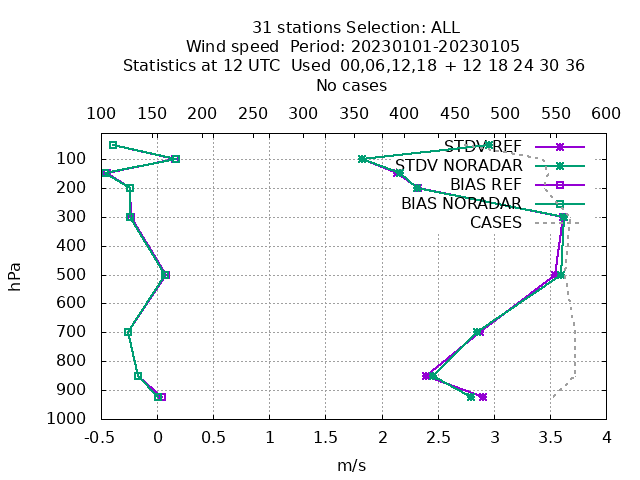 31 stations Selection: ALL
Wind speed  Period: 20230101-20230105
Statistics at 12 UTC  Used  00,06,12,18  + 12 18 24 30 36
No cases
100 150 200 250 300 350 400 450 500 550 600
STDV REF
STDV NORADAR
BIAS REF
BIAS NORADAR
CASES
100
200
300
400
500
600
700
800
900
1000
hPa
-0.5 0 0.5 1 1.5 2 2.5 3 3.5 4
m/s